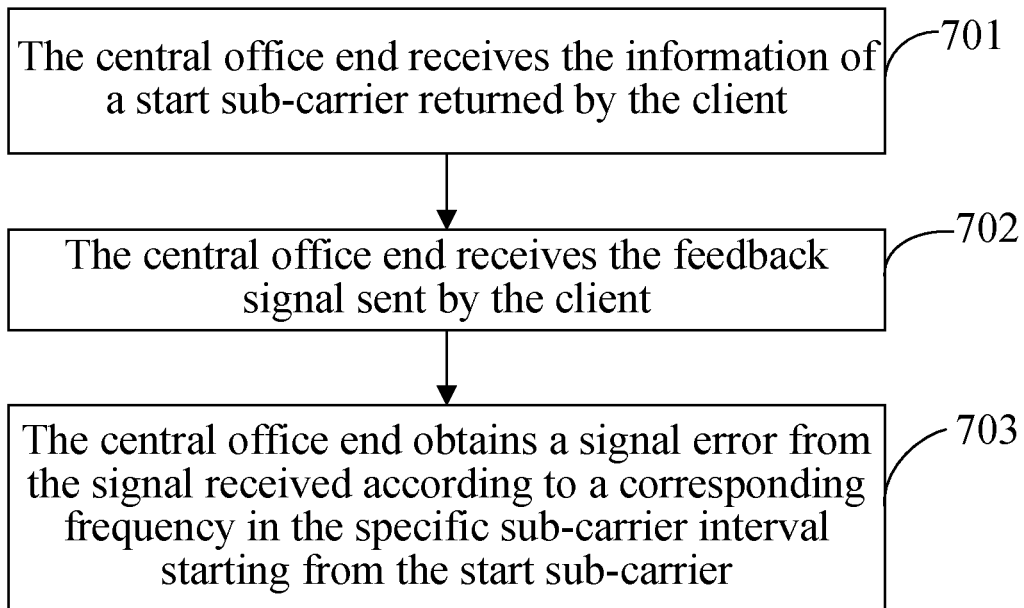 The central office end receives the information of
a start sub-carrier returned by the client
701
The central office end receives the feedback
signal sent by the client
702
The central office end obtains a signal error from
the signal received according to a corresponding
frequency in the specific sub-carrier interval
starting from the start sub-carrier
703